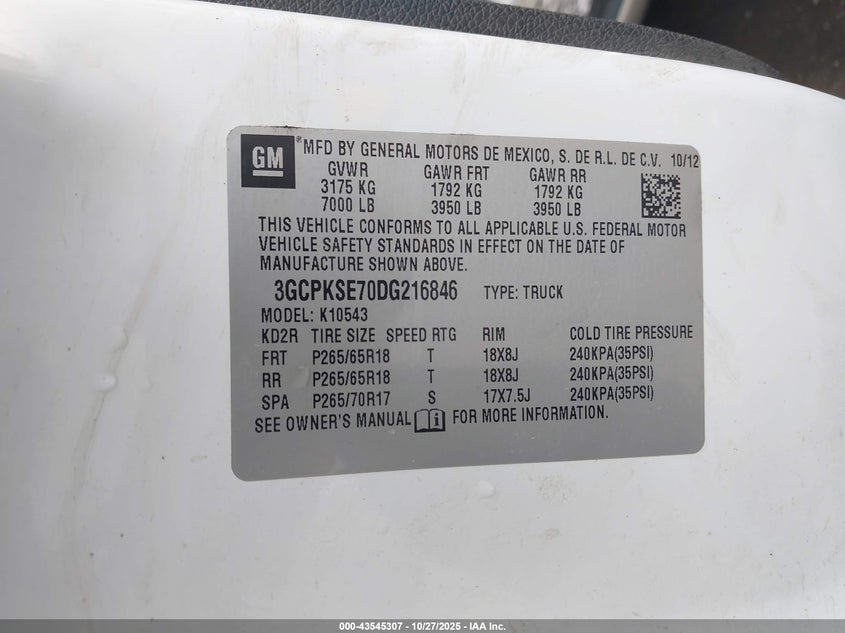 GM ® MFD BY GENERAL MOTORS DE MEXICO, S. DE R.L. DE C.V. 10/12
GVWR GAWR FRT GAWR RR
3175 KG 1792 KG 1792 KG
7000 LB 3950 LB 3950 LB
THIS VEHICLE CONFORMS TO ALL APPLICABLE U.S. FEDERAL MOTOR
VEHICLE SAFETY STANDARDS IN EFFECT ON THE DATE OF
MANUFACTURE SHOWN ABOVE.
3GCPKSE70DG216846 TYPE: TRUCK
MODEL: K10543
KD2R TIRE SIZE SPEED RTG RIM COLD TIRE PRESSURE
FRT P265/65R18 T 18X8J 240KPA(35PSI)
RR P265/65R18 T 18X8J 240KPA(35PSI)
SPA P265/70R17 S 17X7.5J 240KPA(35PSI)
SEE OWNER'S MANUAL i FOR MORE INFORMATION.
000-43545307 - 10/27/2025 - IAA Inc.